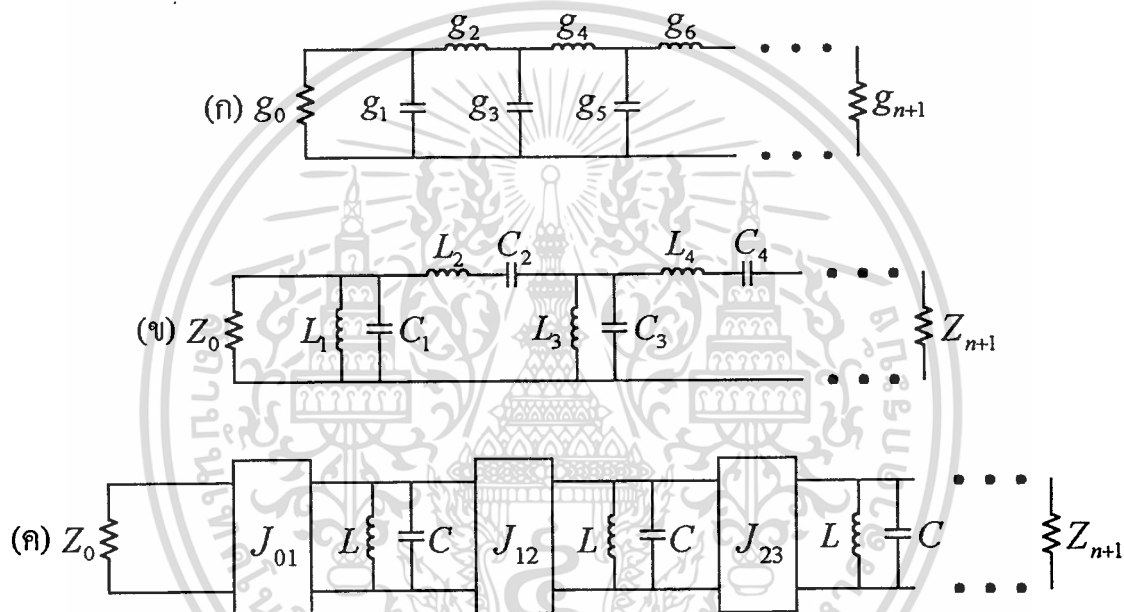 g₂ g₄ g₆
(ก) g₀ g₁ g₃ g₅ gₙ₊₁
L₂ C₂ L₄ C₄
(ข) Z₀ L₁ C₁ L₃ C₃ Zₙ₊₁
(ค) Z₀ J₀₁ L C J₁₂ L C J₂₃ L C Zₙ₊₁